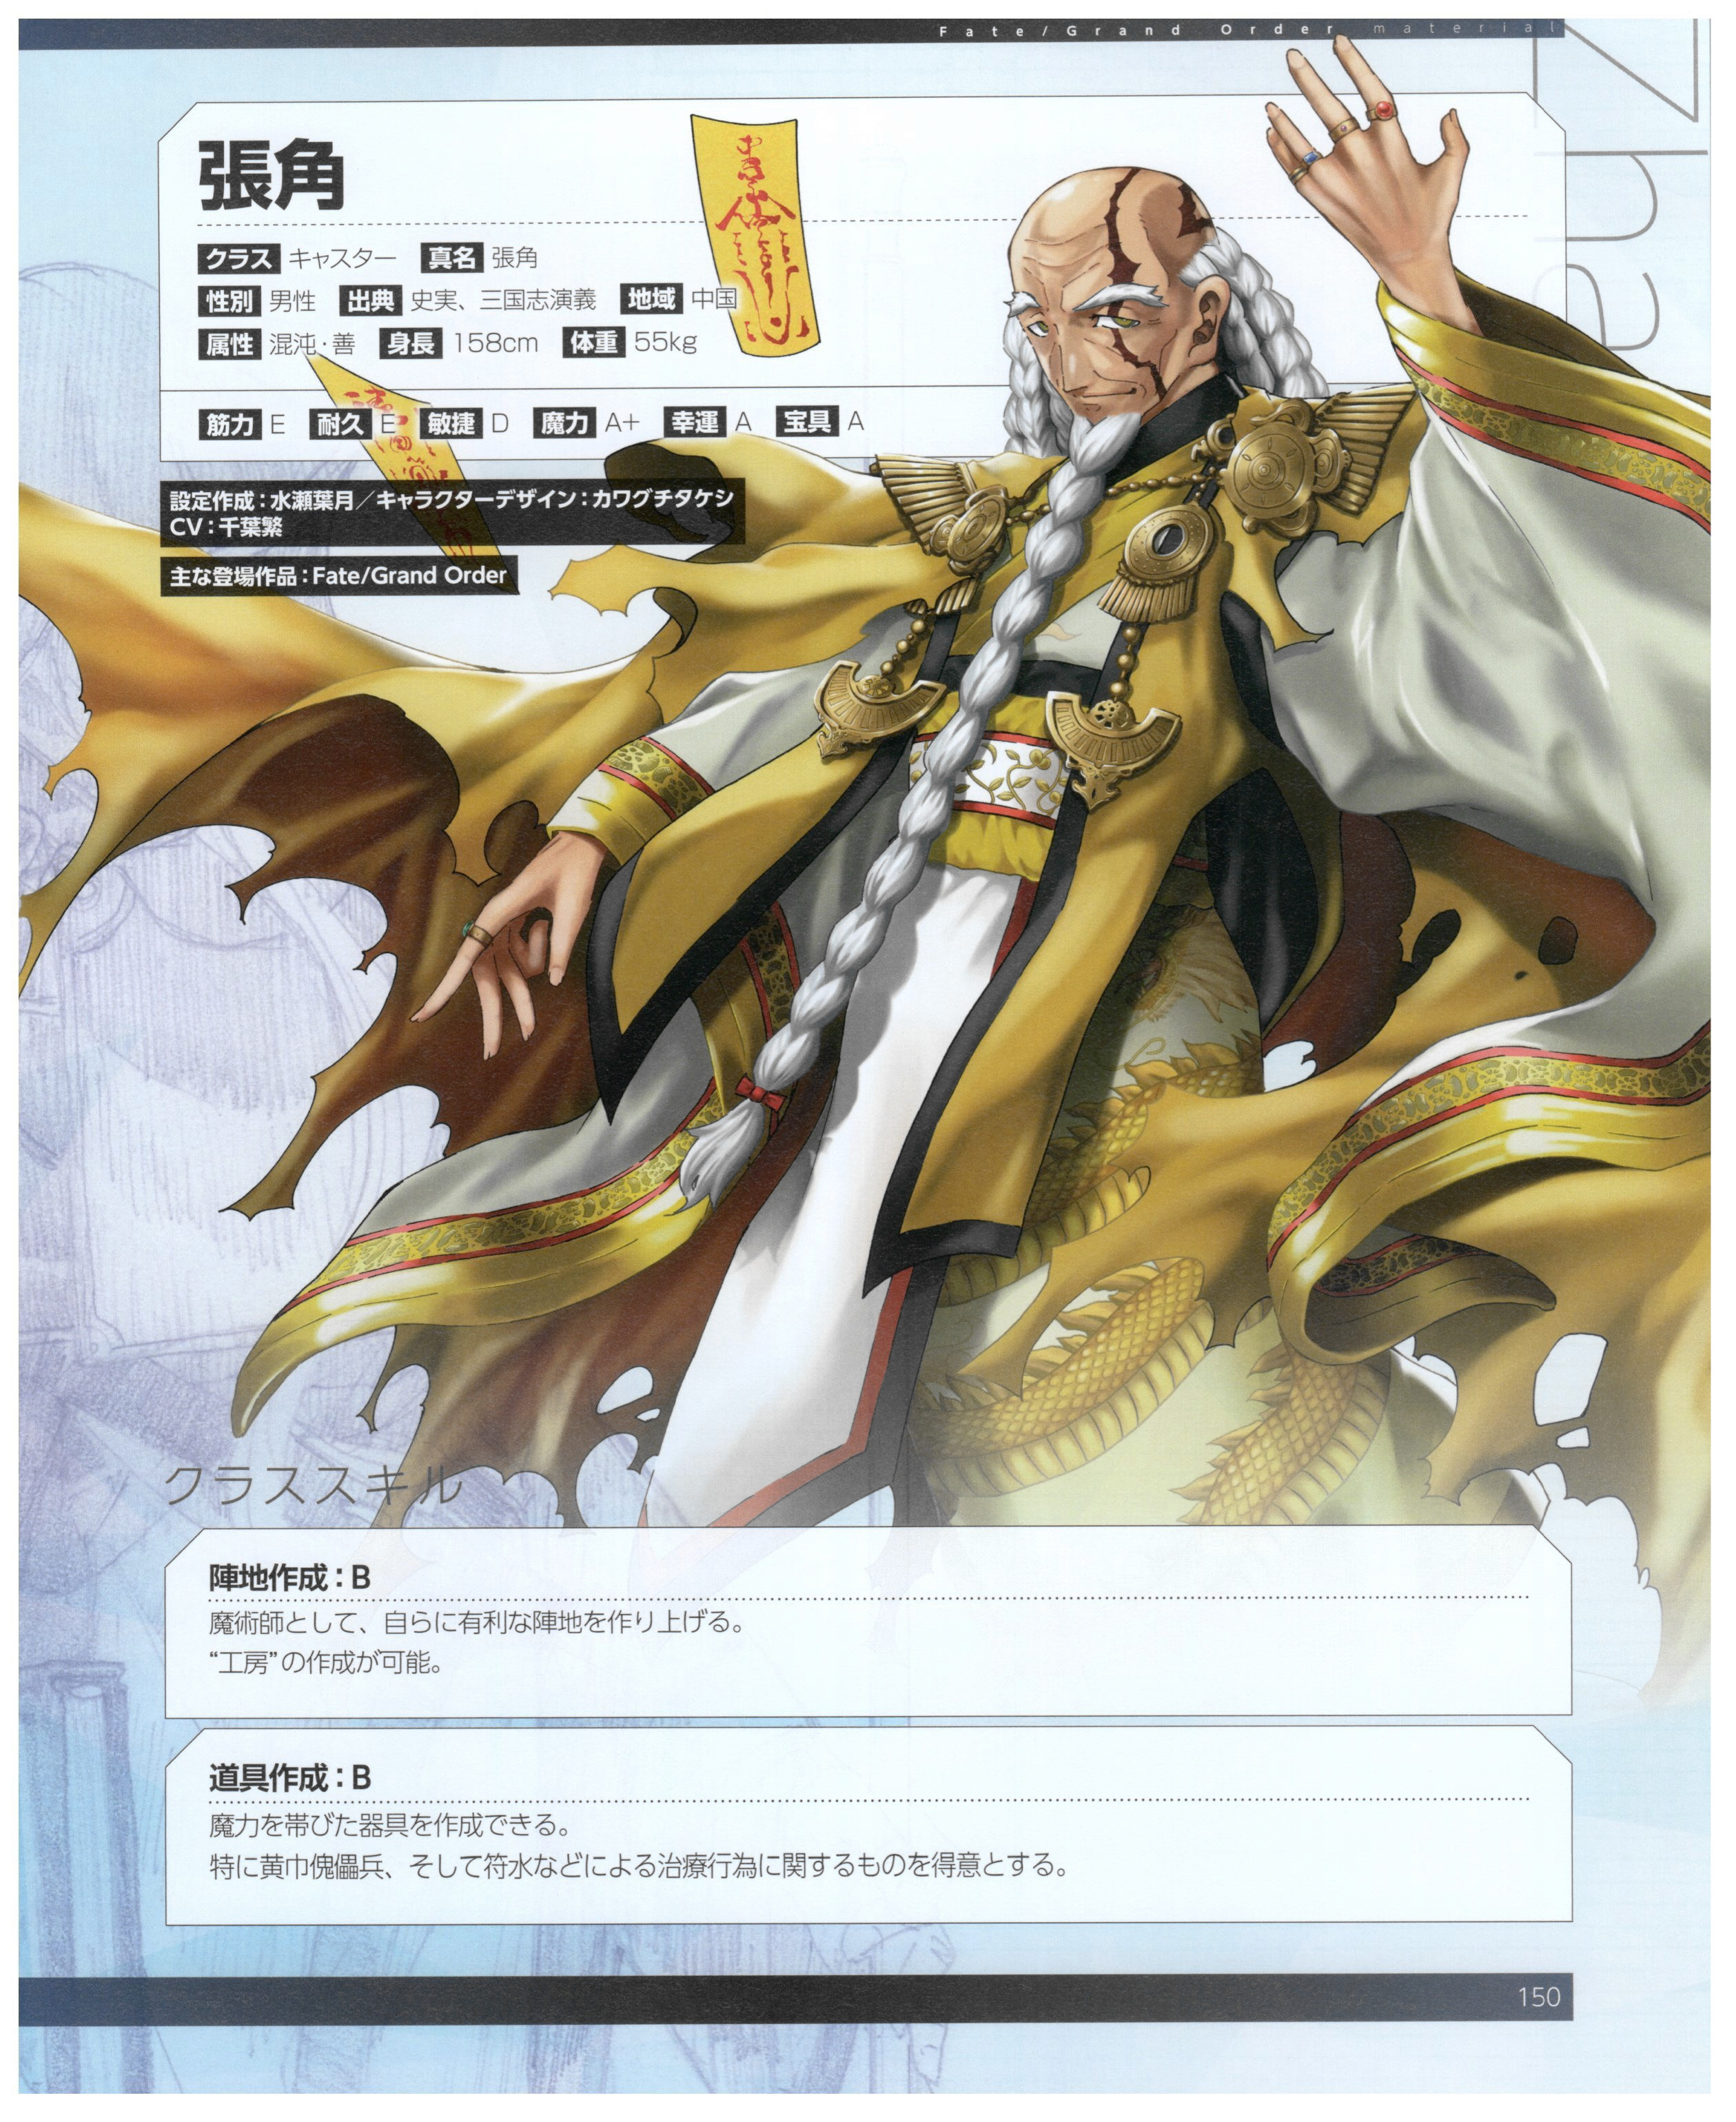 Fate/Grand Order material
Zha
張角
クラス キャスター 真名 張角
性別 男性 出典 史実、三国志演義 地域 中国
属性 混沌・善 身長 158cm 体重 55kg
筋力 E 耐久 E 敏捷 D 魔力 A+ 幸運 A 宝具 A
設定作成：水瀬葉月／キャラクターデザイン：カワグチタケシ
CV：千葉繁
主な登場作品：Fate/Grand Order
クラススキル
陣地作成：B
魔術師として、自らに有利な陣地を作り上げる。
“工房”の作成が可能。
道具作成：B
魔力を帯びた器具を作成できる。
特に黄巾傀儡兵、そして符水などによる治療行為に関するものを得意とする。
150